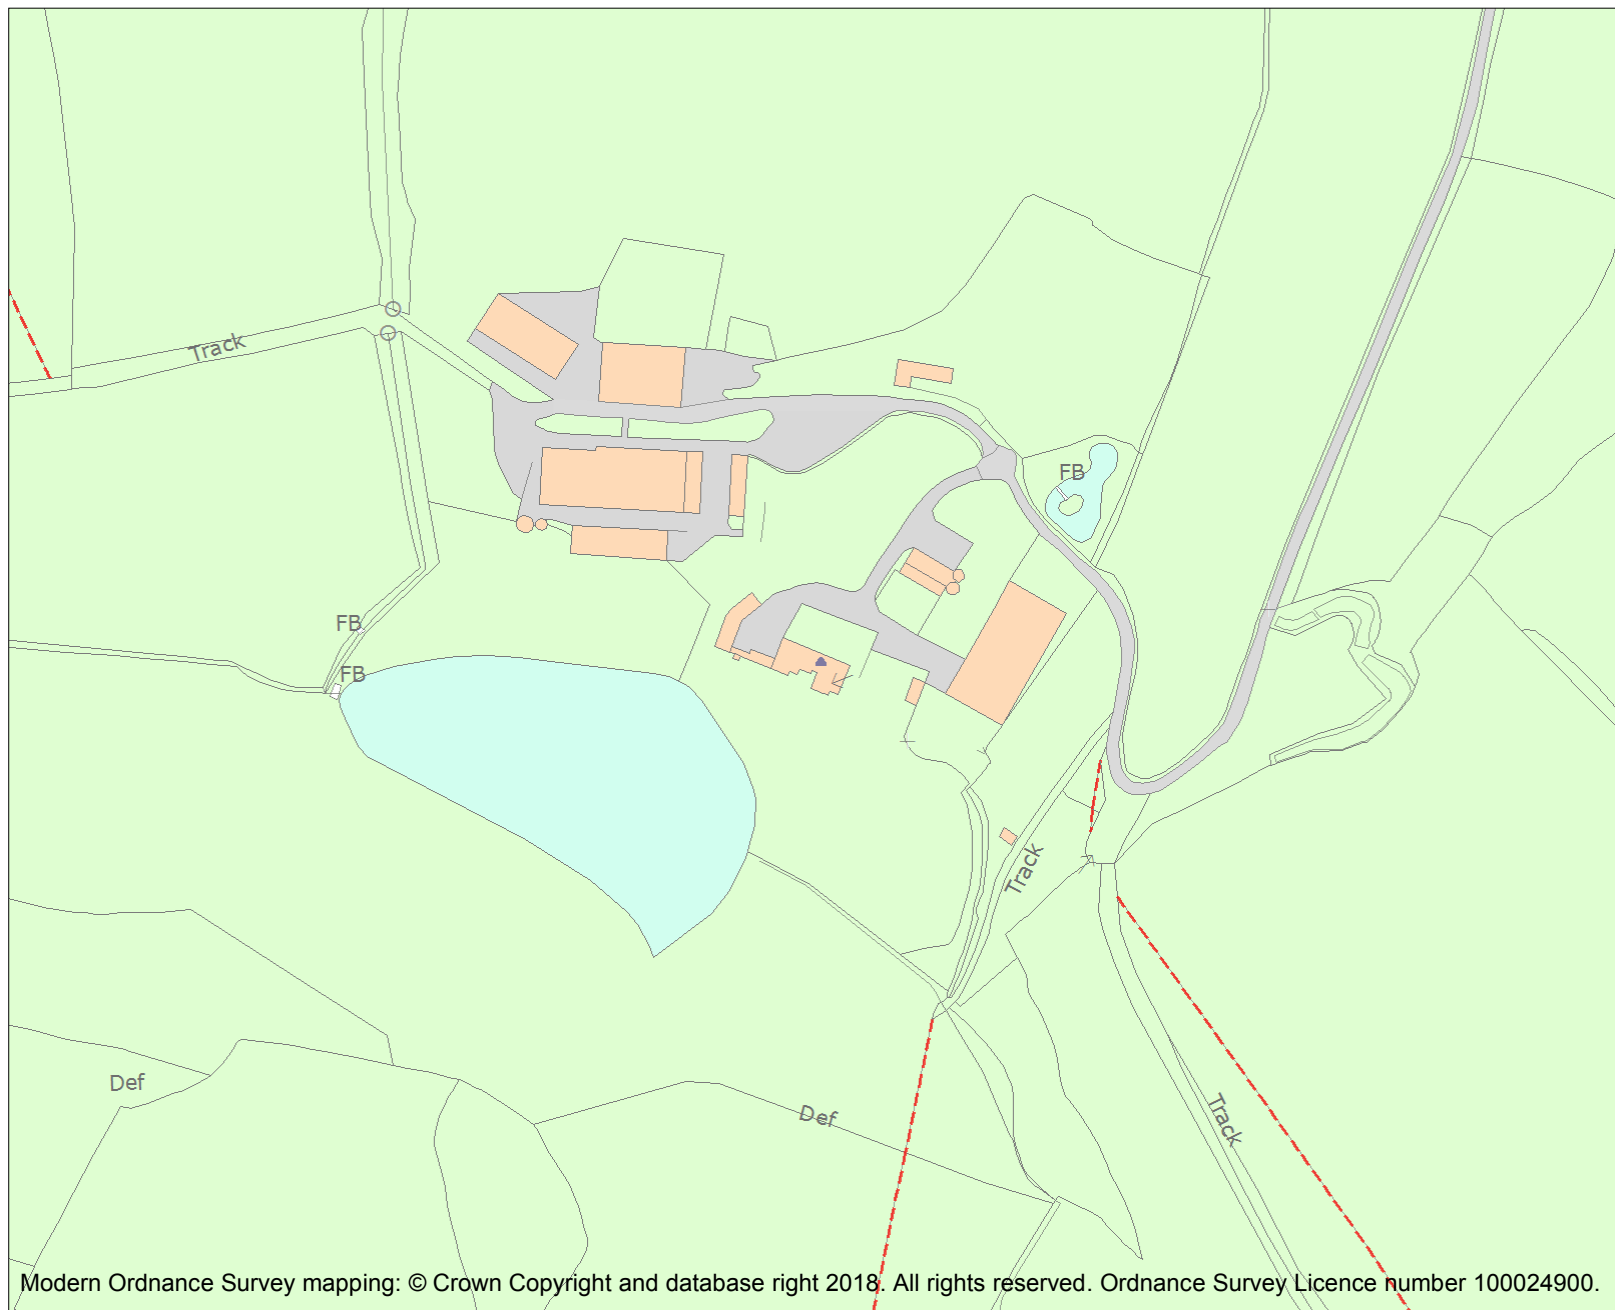 Track
FB
FB
FB
Track
Def
Def
Track
Modern Ordnance Survey mapping: © Crown Copyright and database right 2018. All rights reserved. Ordnance Survey Licence number 100024900.